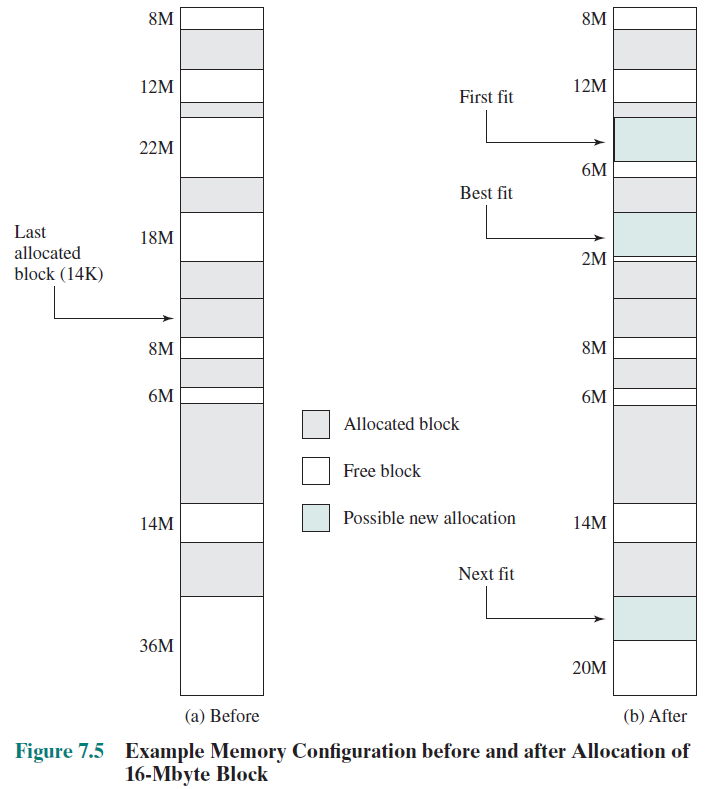 8M
12M
22M
18M
Last
allocated
block (14K)
8M
6M
14M
36M
(a) Before
8M
12M
First fit
6M
Best fit
2M
8M
6M
Allocated block
Free block
Possible new allocation
14M
Next fit
20M
(b) After
Figure 7.5 Example Memory Configuration before and after Allocation of
16-Mbyte Block